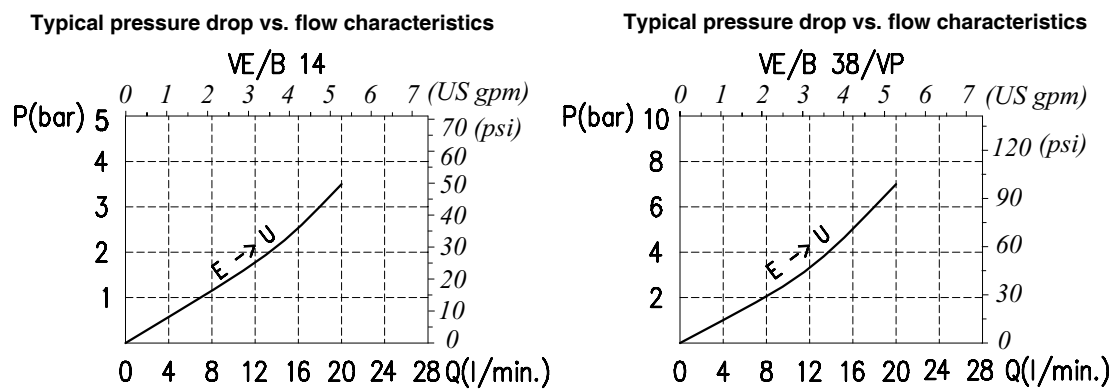 Typical pressure drop vs. flow characteristics
VE/B 14
0 1 2 3 4 5 6 7 (US gpm)
P(bar) 5
4
3
2
1
70 (psi)
60
50
40
30
20
10
0
E → U
0 4 8 12 16 20 24 28 Q(l/min.)
Typical pressure drop vs. flow characteristics
VE/B 38/VP
0 1 2 3 4 5 6 7 (US gpm)
P(bar) 10
8
6
4
2
120 (psi)
90
60
30
0
E → U
0 4 8 12 16 20 24 28 Q(l/min.)